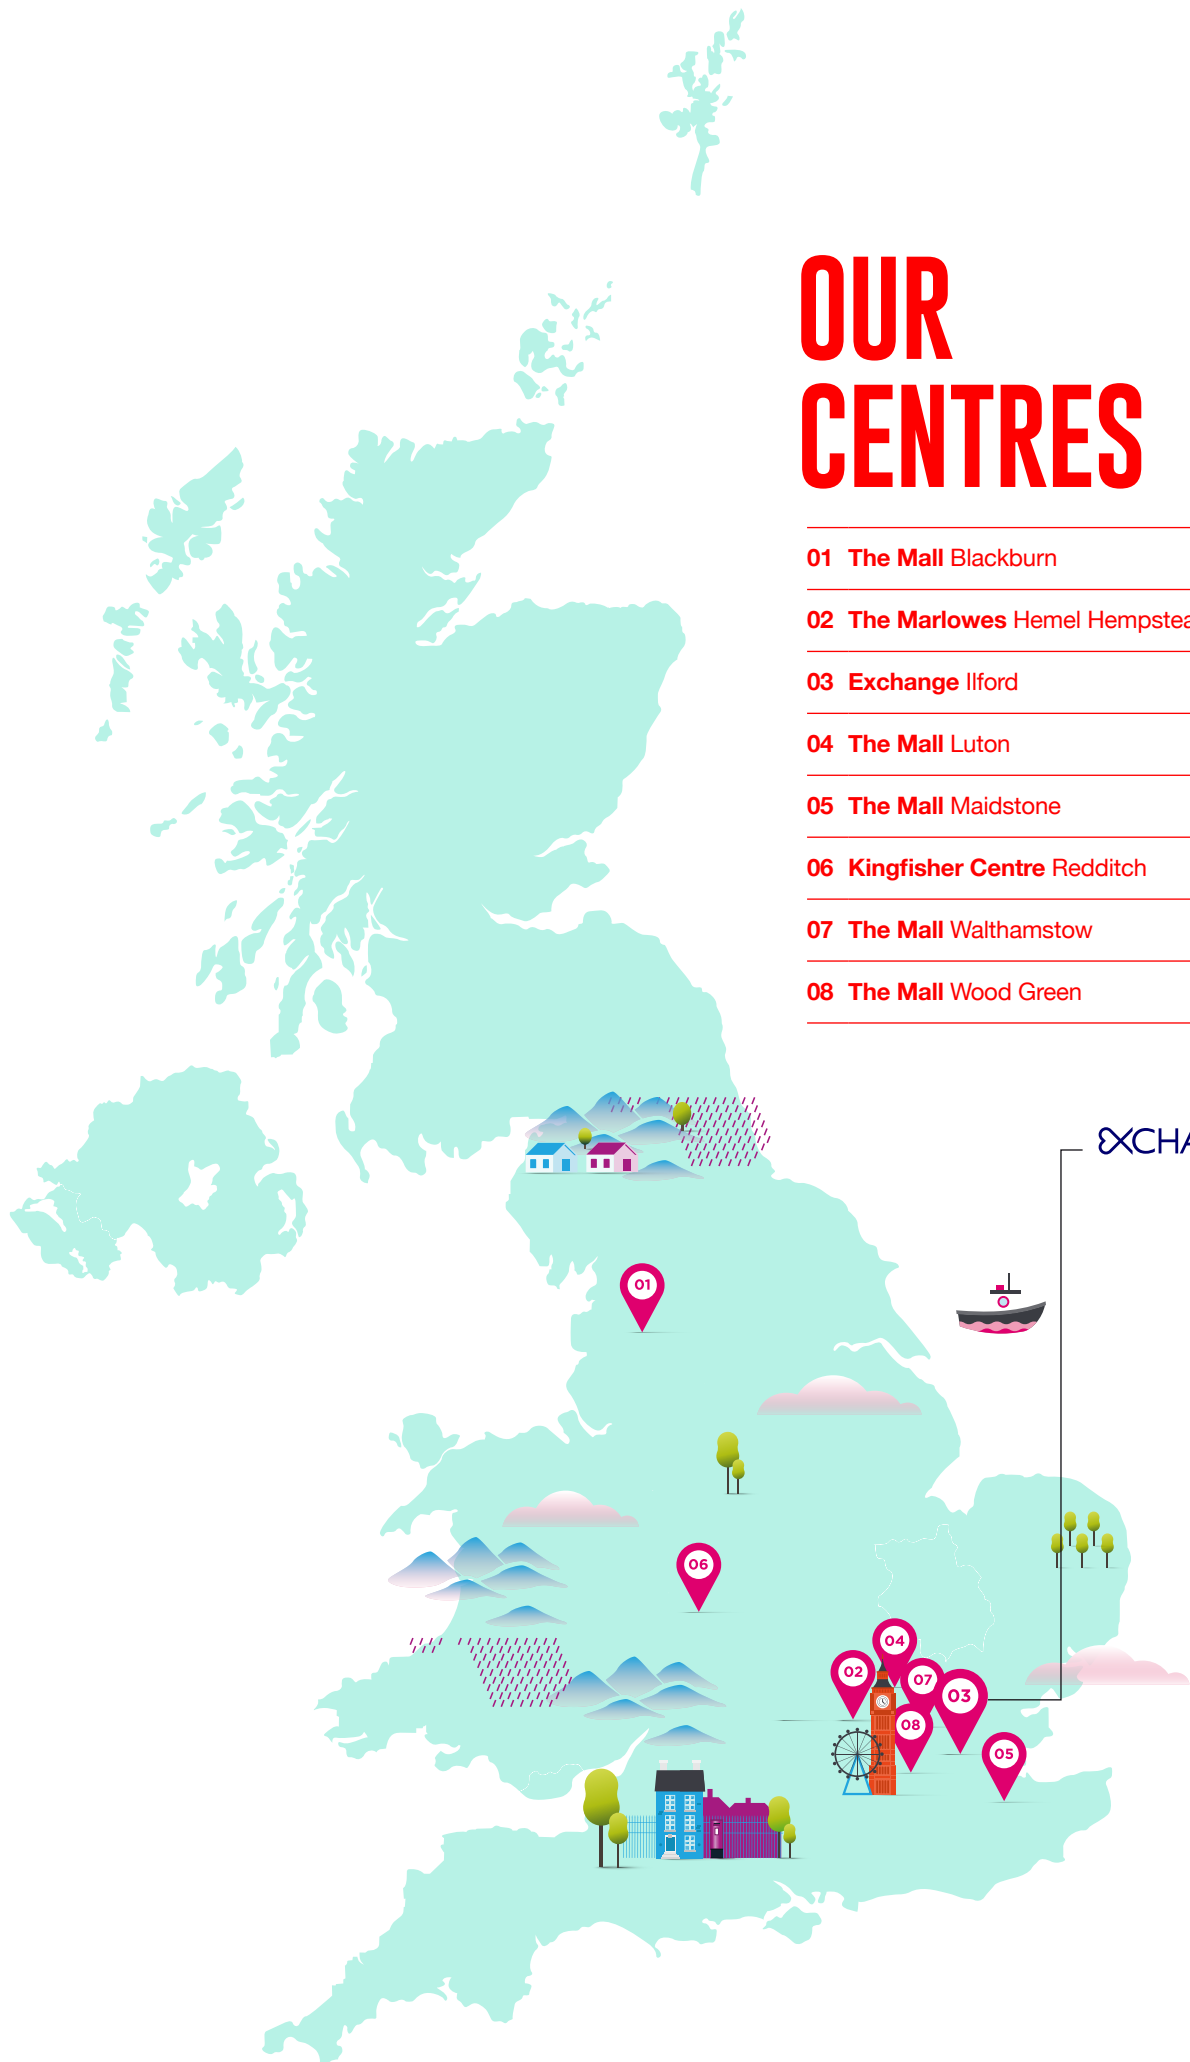 OUR
CENTRES
01 The Mall Blackburn
02 The Marlowes Hemel
03 Exchange Ilford
04 The Mall Luton
05 The Mall Maidstone
06 Kingfisher Centre Redditch
07 The Mall Walthamstow
08 The Mall Wood Green
01
06
04
02
07
03
08
05